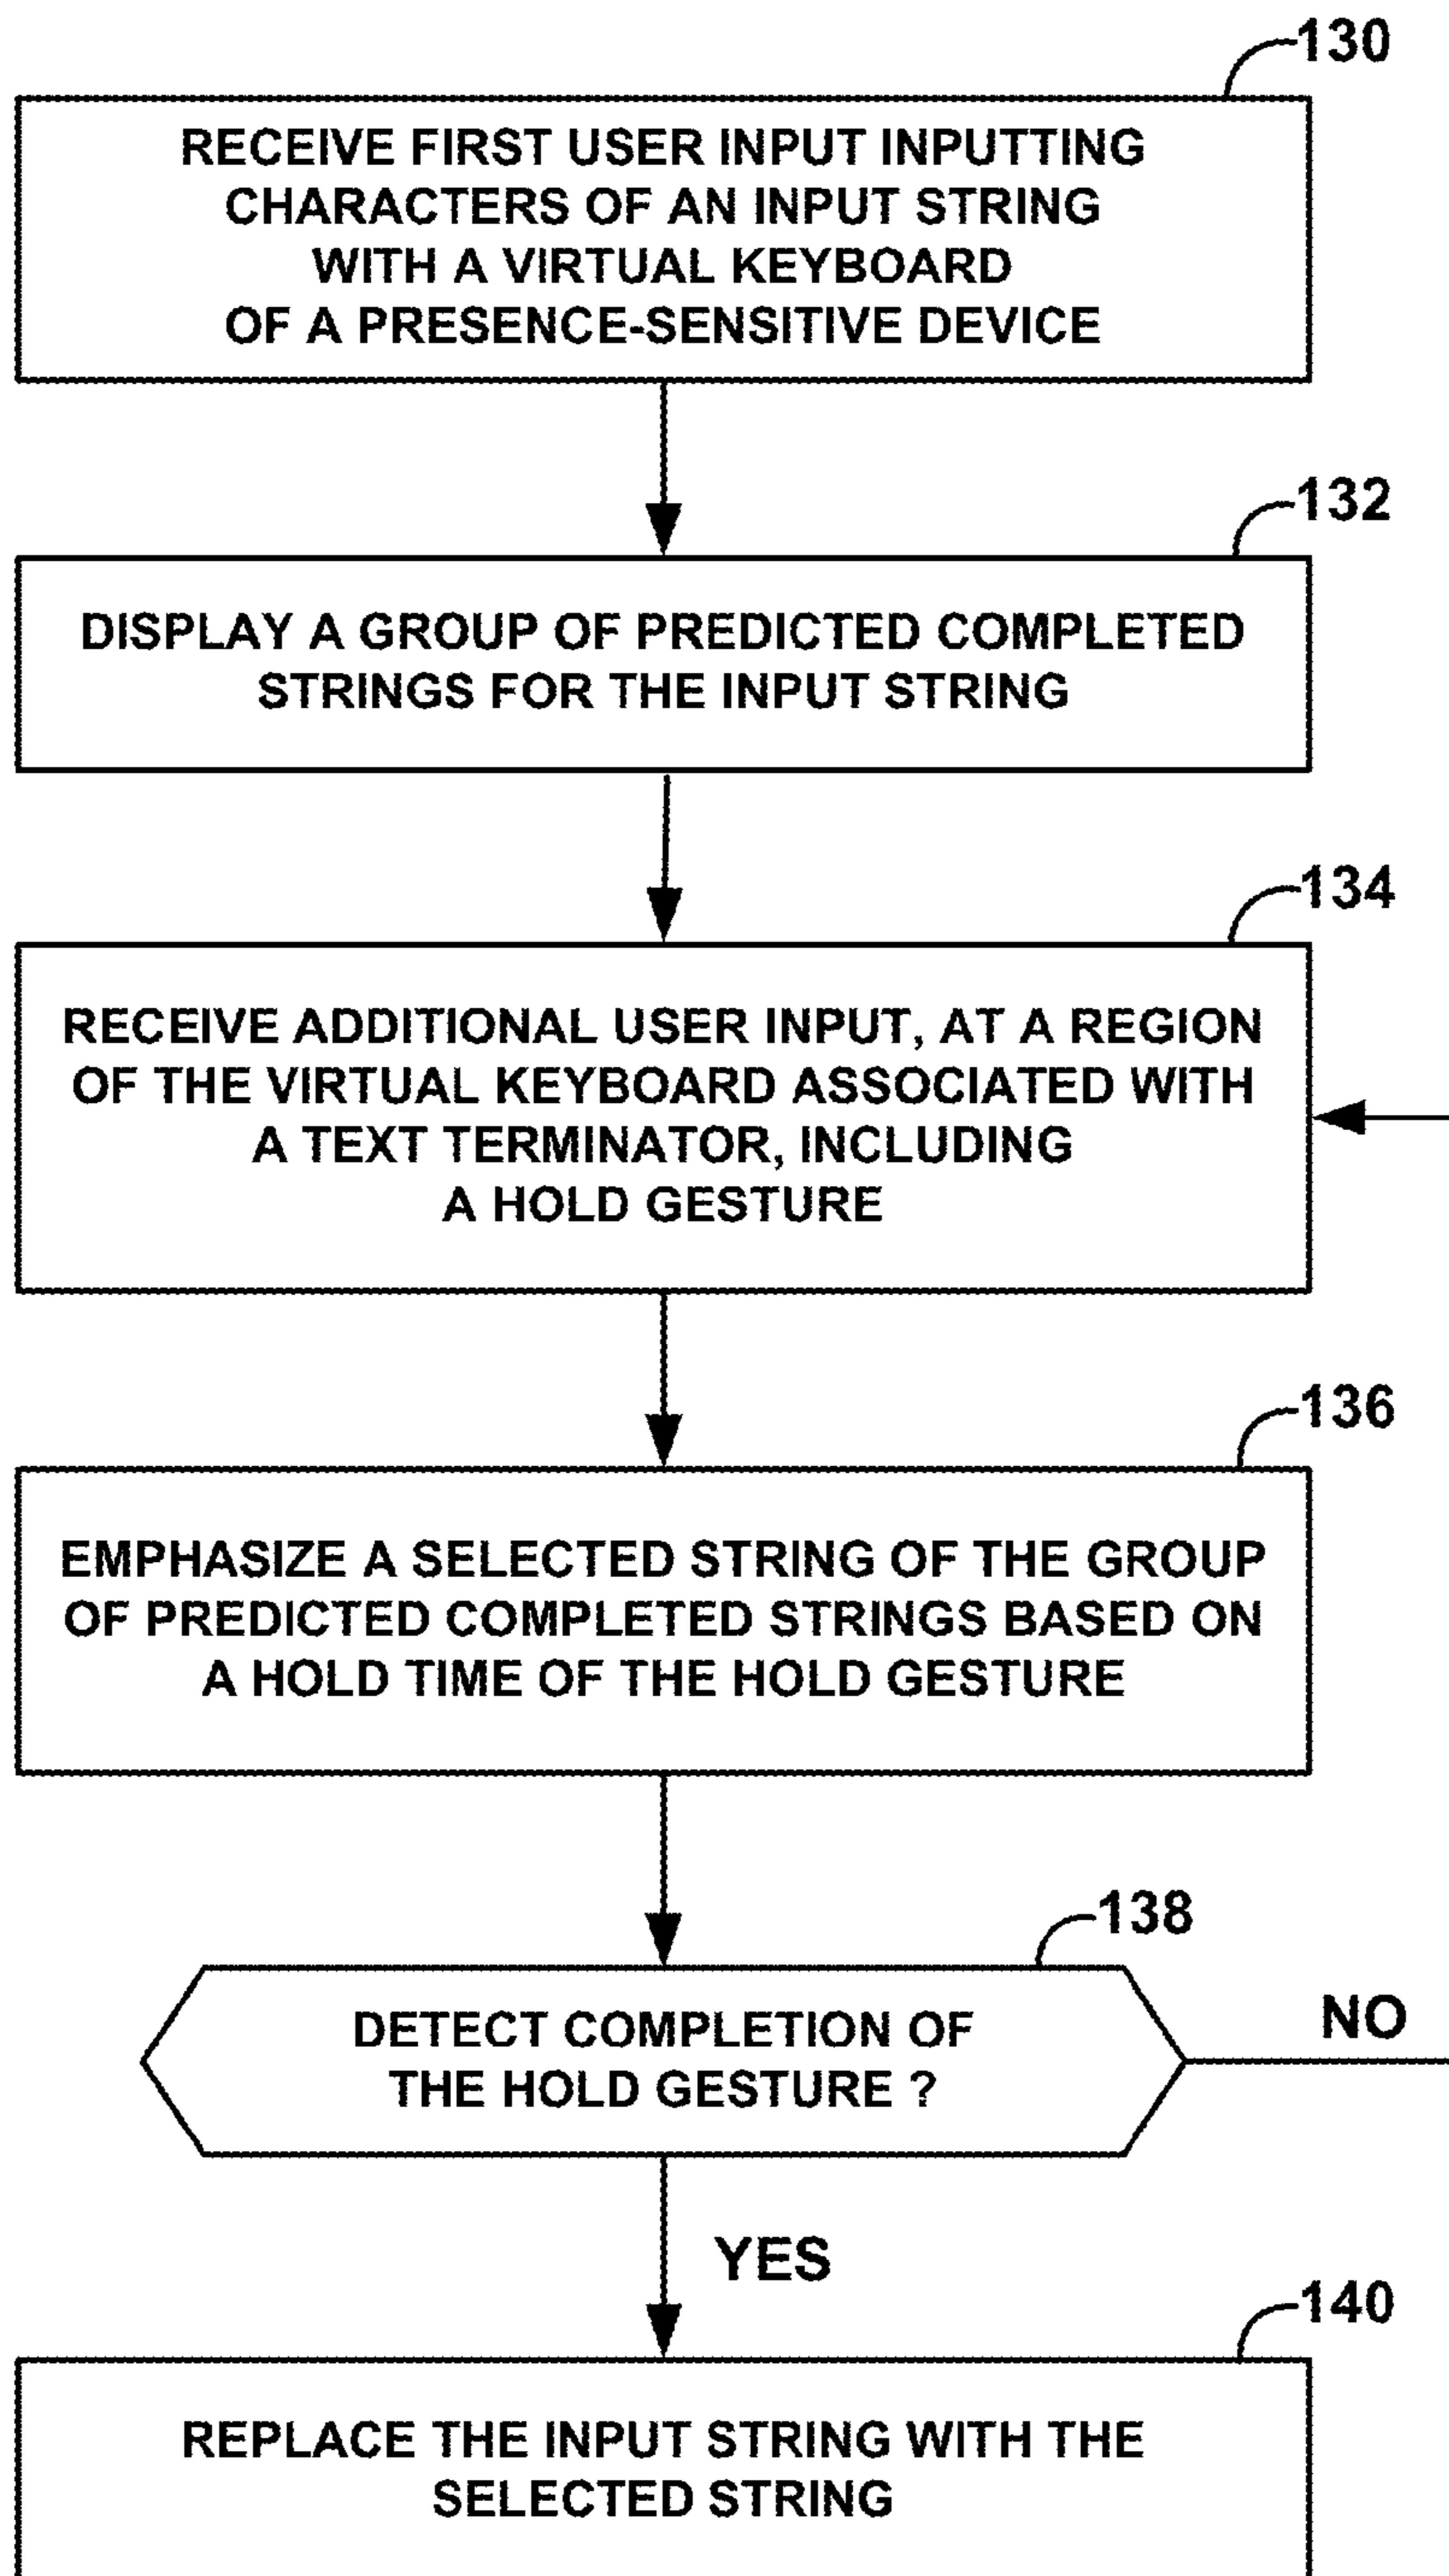 130
RECEIVE FIRST USER INPUT INPUTTING
CHARACTERS OF AN INPUT STRING
WITH A VIRTUAL KEYBOARD
OF A PRESENCE-SENSITIVE DEVICE
132
DISPLAY A GROUP OF PREDICTED COMPLETED
STRINGS FOR THE INPUT STRING
134
RECEIVE ADDITIONAL USER INPUT, AT A REGION
OF THE VIRTUAL KEYBOARD ASSOCIATED WITH
A TEXT TERMINATOR, INCLUDING
A HOLD GESTURE
136
EMPHASIZE A SELECTED STRING OF THE GROUP
OF PREDICTED COMPLETED STRINGS BASED ON
A HOLD TIME OF THE HOLD GESTURE
138
DETECT COMPLETION OF
THE HOLD GESTURE ?
NO
YES
140
REPLACE THE INPUT STRING WITH THE
SELECTED STRING